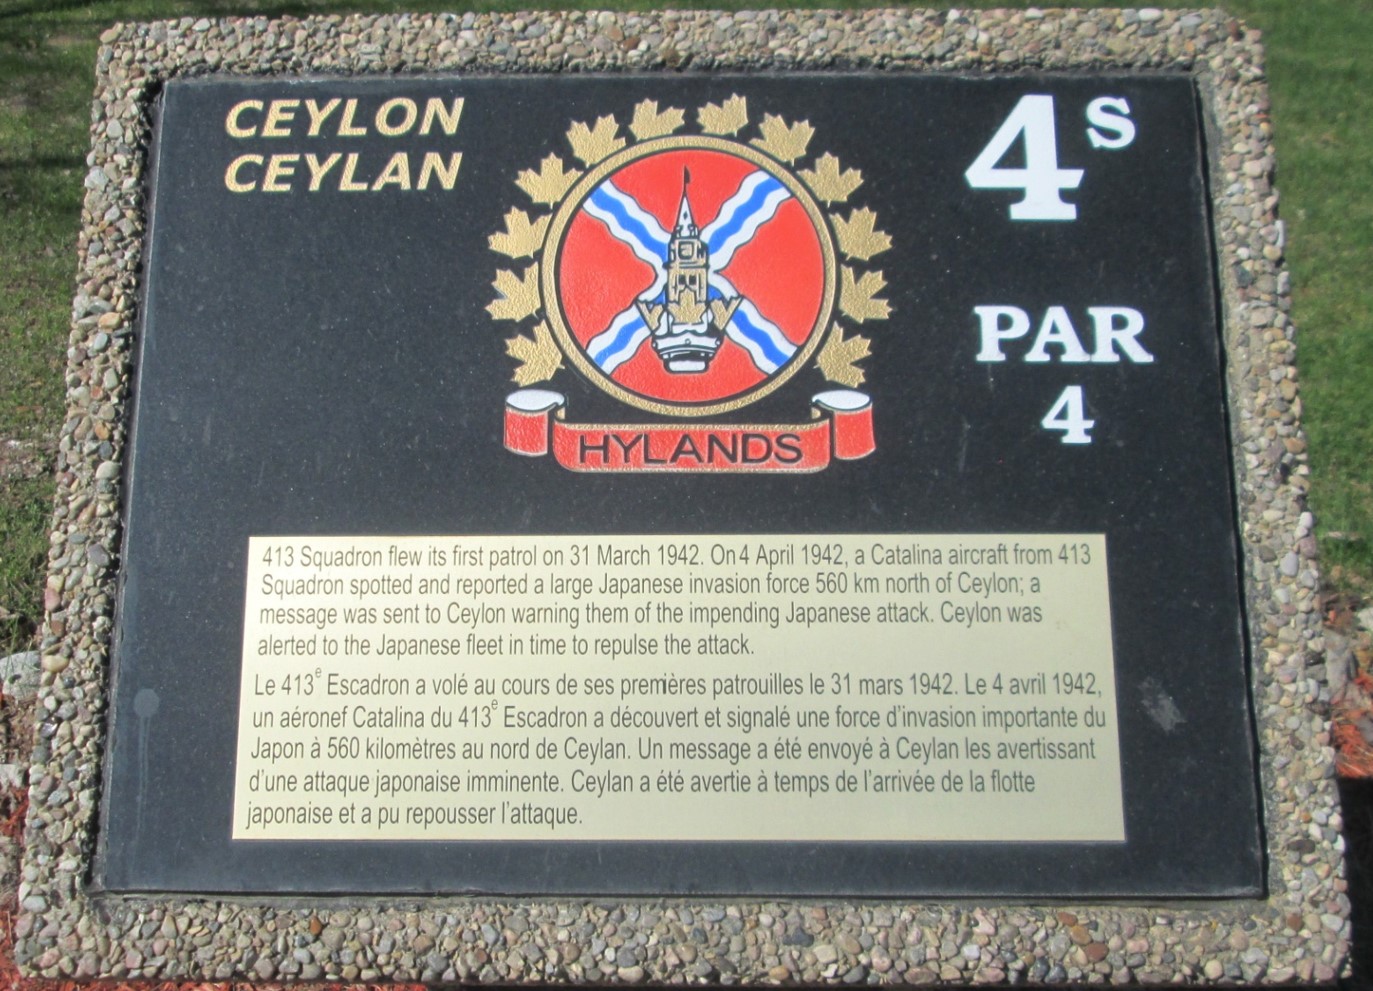 CEYLON
CEYLAN
4S
PAR
4
HYLANDS
413 Squadron flew its first patrol on 31 March 1942. On 4 April 1942, a Catalina aircraft from 413
Squadron spotted and reported a large Japanese invasion force 560 km north of Ceylon; a
message was sent to Ceylon warning them of the impending Japanese attack. Ceylon was
alerted to the Japanese fleet in time to repulse the attack.
Le 413e Escadron a volé au cours de ses premières patrouilles le 31 mars 1942. Le 4 avril 1942,
un aéronef Catalina du 413e Escadron a découvert et signalé une force d'invasion importante du
Japon à 560 kilomètres au nord de Ceylan. Un message a été envoyé à Ceylan les avertissant
d'une attaque japonaise imminente. Ceylan a été avertie à temps de l'arrivée de la flotte
japonaise et a pu repousser l'attaque.